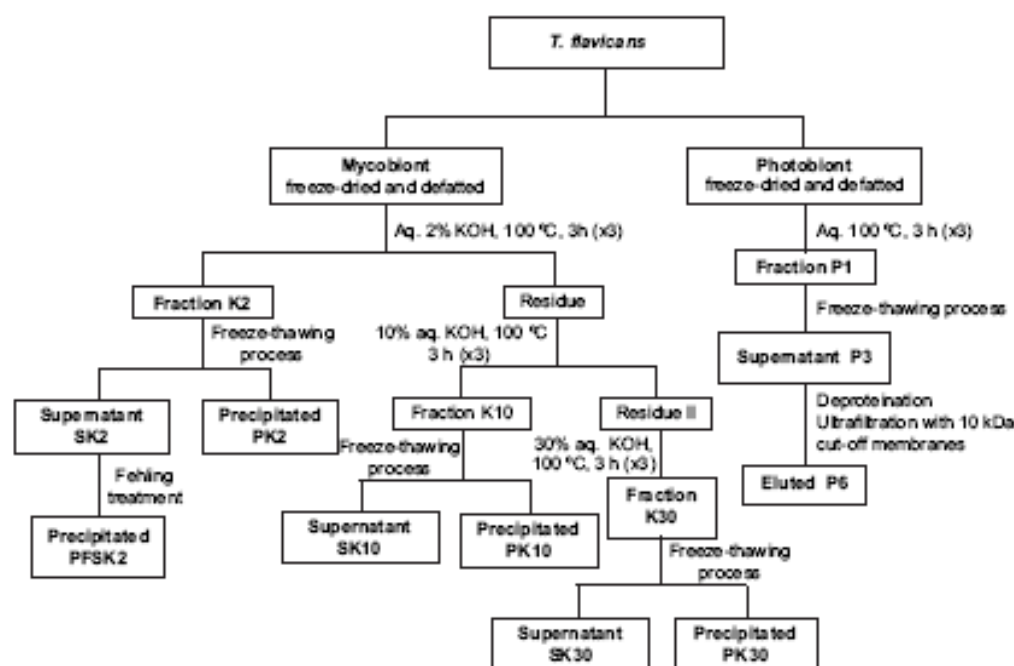 T. flavicans
Mycobiont
freeze-dried and defatted
Photobiont
freeze-dried and defatted
Aq. 2% KOH, 100 ºC, 3h (x3)
Aq. 100 ºC, 3 h (x3)
Fraction K2
Residue
Fraction P1
Freeze-thawing
process
10% aq. KOH, 100 ºC
3 h (x3)
Freeze-thawing process
Supernatant P3
Supernatant
SK2
Precipitated
PK2
Fraction K10
Residue II
Deproteination
Ultrafiltration with 10 kDa
cut-off membranes
Fehling
treatment
Freeze-thawing
process
30% aq. KOH,
100 ºC, 3 h (x3)
Eluted P6
Precipitated
PFSK2
Supernatant
SK10
Precipitated
PK10
Fraction
K30
Freeze-thawing
process
Supernatant
SK30
Precipitated
PK30